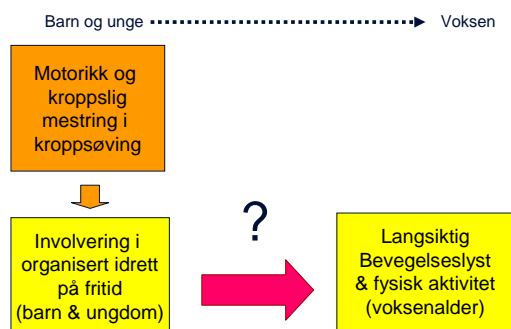 Barn og unge
Voksen
Motorikk og
kroppslig
mestring i
kroppsøving
?
Involvering i
organisert idrett
på fritid
(barn & ungdom)
Langsiktig
Bevegelseslyst
& fysisk aktivitet
(voksenalder)